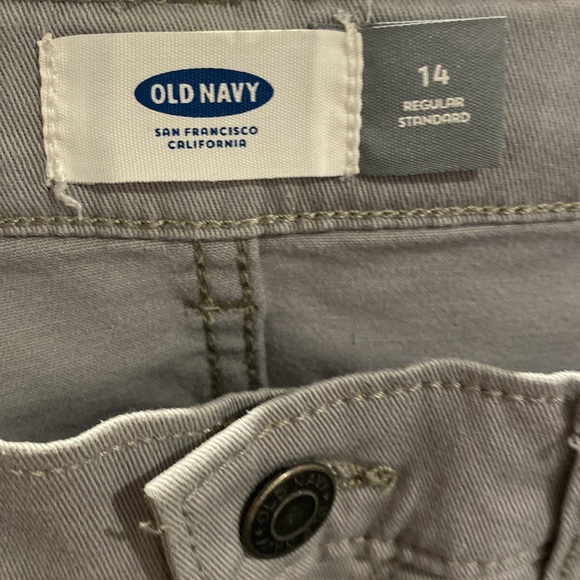 OLD NAVY
SAN FRANCISCO
CALIFORNIA
14
REGULAR
STANDARD
OLD NAVY